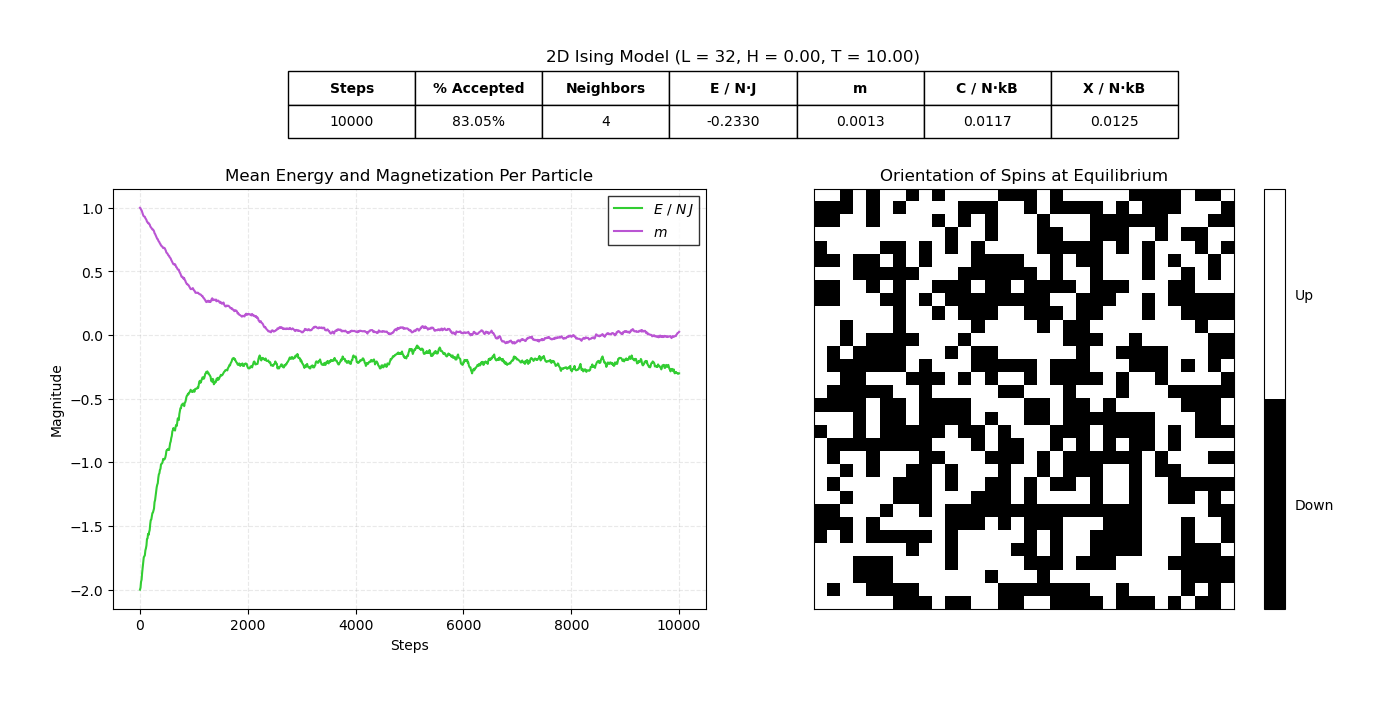 2D Ising Model (L = 32, H = 0.00, T = 10.00)
Steps % Accepted Neighbors E / N·J m C / N·kB X / N·kB
10000 83.05% 4 -0.2330 0.0013 0.0117 0.0125
Mean Energy and Magnetization Per Particle
E / N J
m
1.0
0.5
0.0
−0.5
−1.0
−1.5
−2.0
Magnitude
0 2000 4000 6000 8000 10000
Steps
Orientation of Spins at Equilibrium
Up
Down